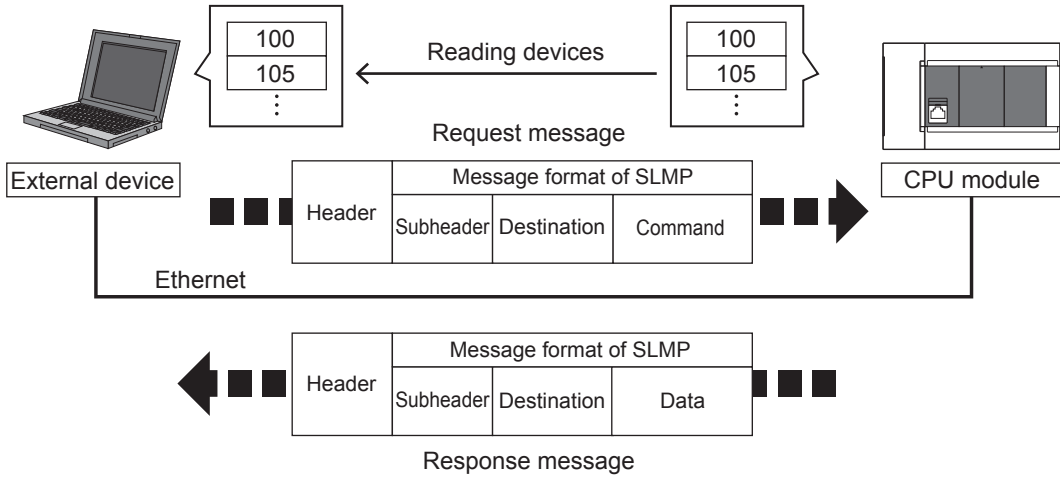 100
105
Reading devices
100
105
Request message
External device
CPU module
Header
Message format of SLMP
Subheader
Destination
Command
Ethernet
Header
Message format of SLMP
Subheader
Destination
Data
Response message